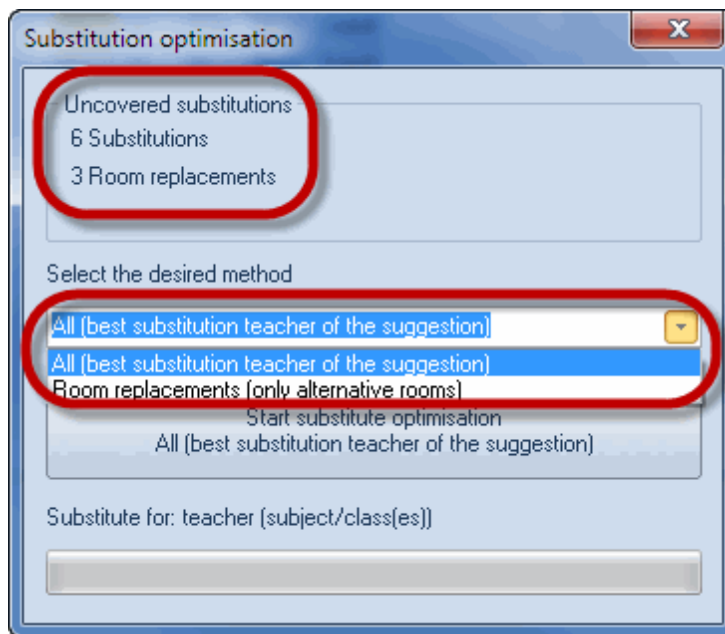 Substitution optimisation
Uncovered substitutions
6 Substitutions
3 Room replacements
Select the desired method
All (best substitution teacher of the suggestion)
All (best substitution teacher of the suggestion)
Room replacements (only alternative rooms)
Start substitute optimisation
All (best substitution teacher of the suggestion)
Substitute for: teacher (subject/class(es))